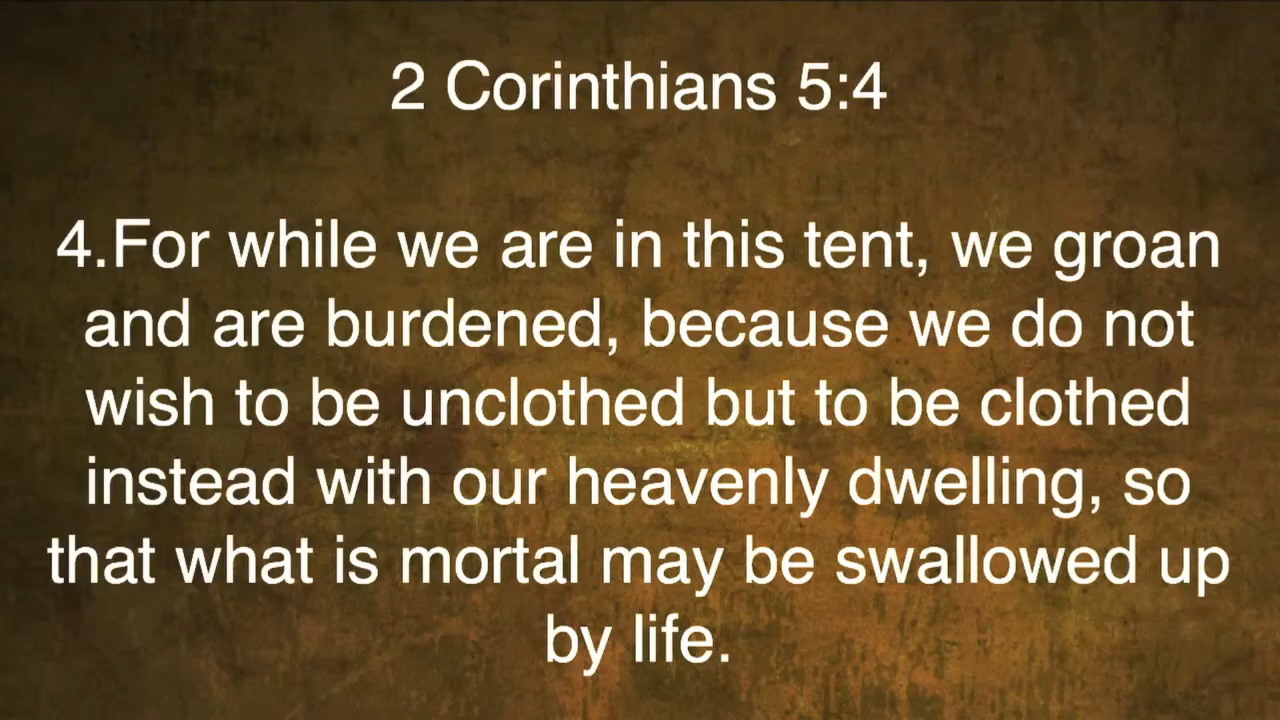 2 Corinthians 5:4
4.For while we are in this tent, we groan
and are burdened, because we do not
wish to be unclothed but to be clothed
instead with our heavenly dwelling, so
that what is mortal may be swallowed up
by life.